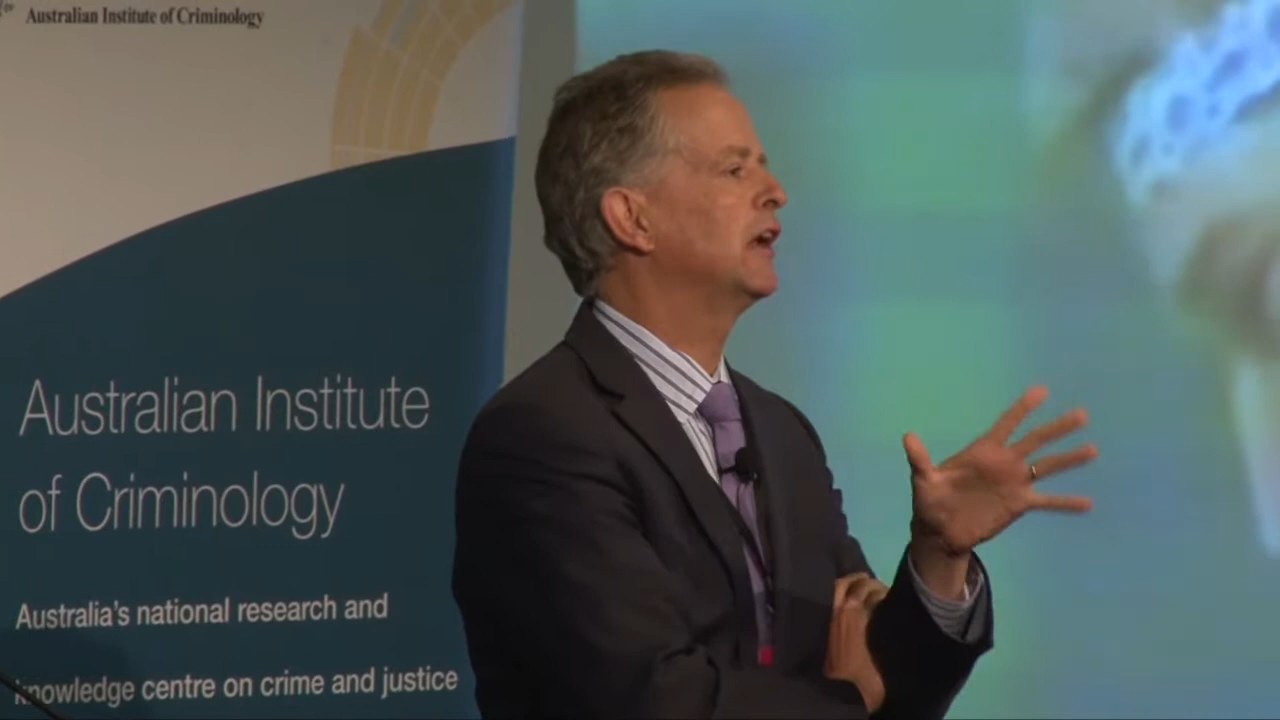 Australian Institute of Criminology
Australian Institute
of Criminology
Australia's national research and
knowledge centre on crime and justice